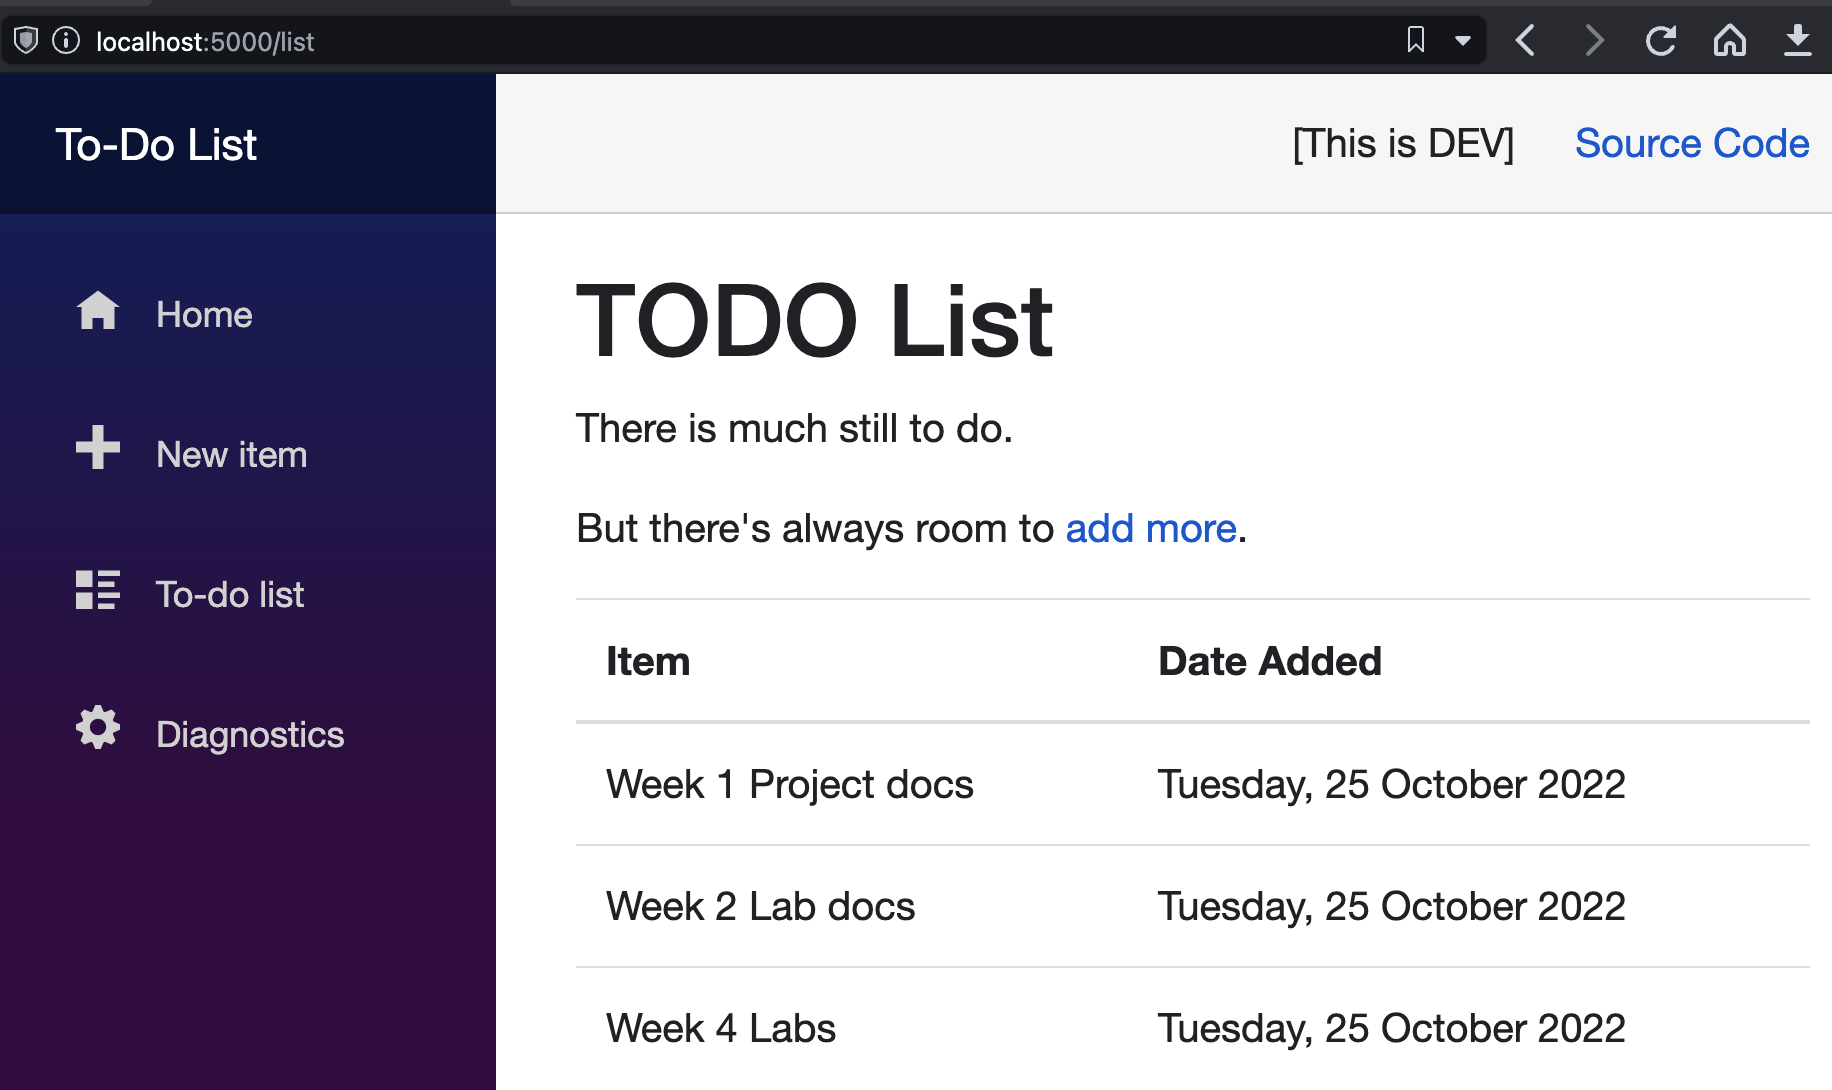 localhost:5000/list
To-Do List
[This is DEV] Source Code
Home
New item
To-do list
Diagnostics
TODO List
There is much still to do.
But there's always room to add more.
Item Date Added
Week 1 Project docs Tuesday, 25 October 2022
Week 2 Lab docs Tuesday, 25 October 2022
Week 4 Labs Tuesday, 25 October 2022